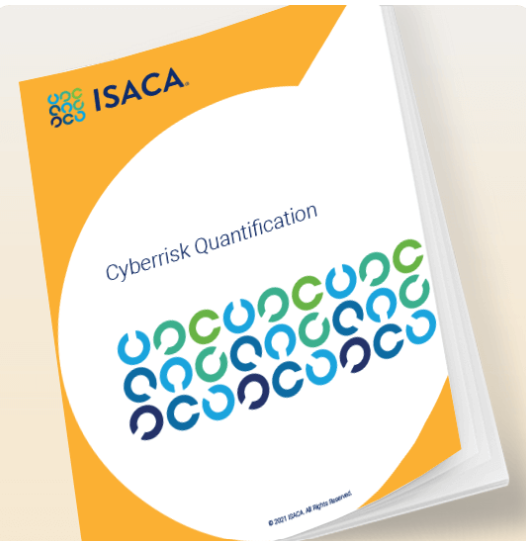 ISACA®
Cyberrisk Quantification
© 2021 ISACA. All Rights Reserved.